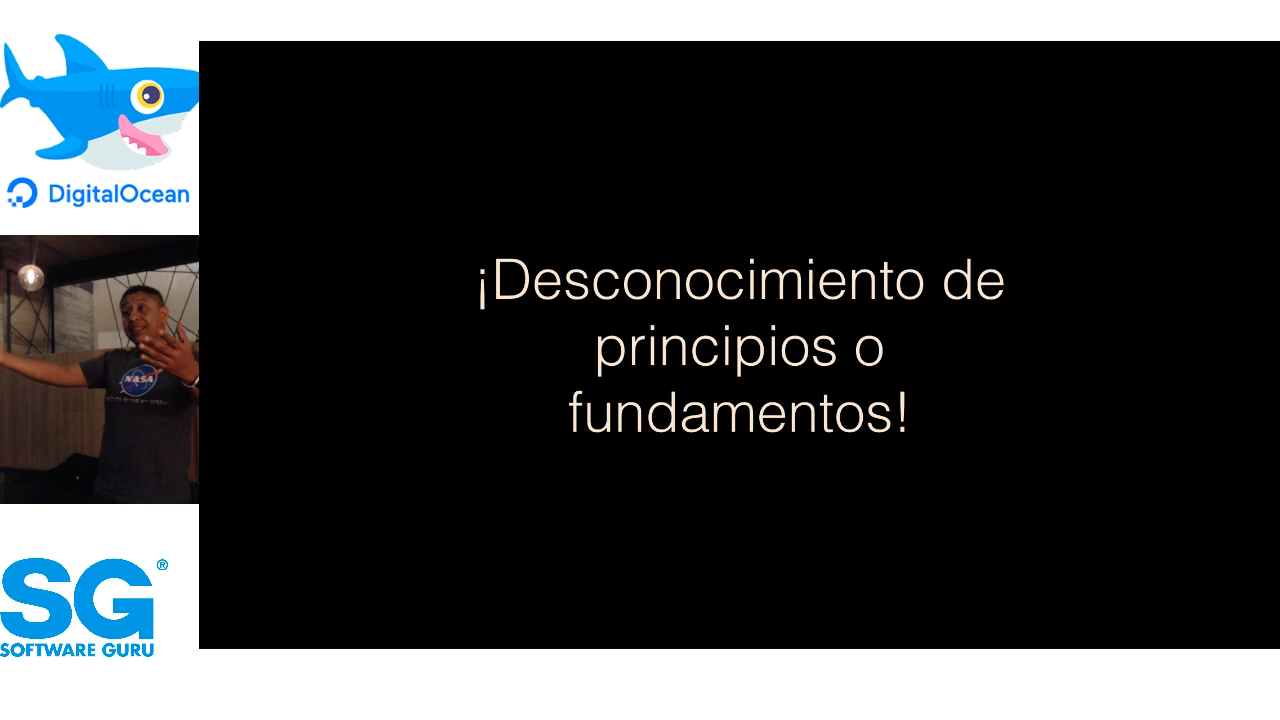 DigitalOcean
NASA
SG®
SOFTWARE GURU
¡Desconocimiento de
principios o
fundamentos!